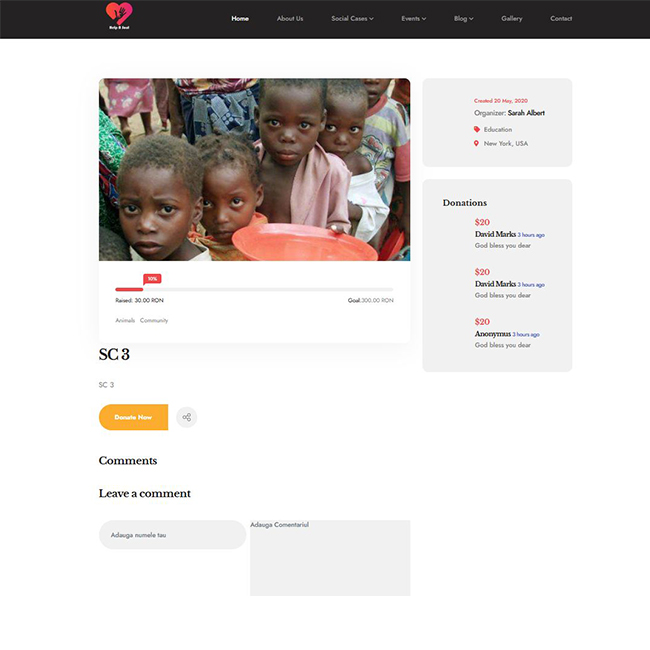 Help & Soul
Home About Us Social Cases Events Blog Gallery Contact
Created 20 May, 2020
Organizer: Sarah Albert
Education
New York, USA
10%
Raised: 30.00 RON Goal:300.00 RON
Animals Community
SC 3
SC 3
Donate Now
Donations
$20
David Marks 3 hours ago
God bless you dear
$20
David Marks 3 hours ago
God bless you dear
$20
Anonymus 3 hours ago
God bless you dear
Comments
Leave a comment
Adauga numele tau
Adauga Comentariul